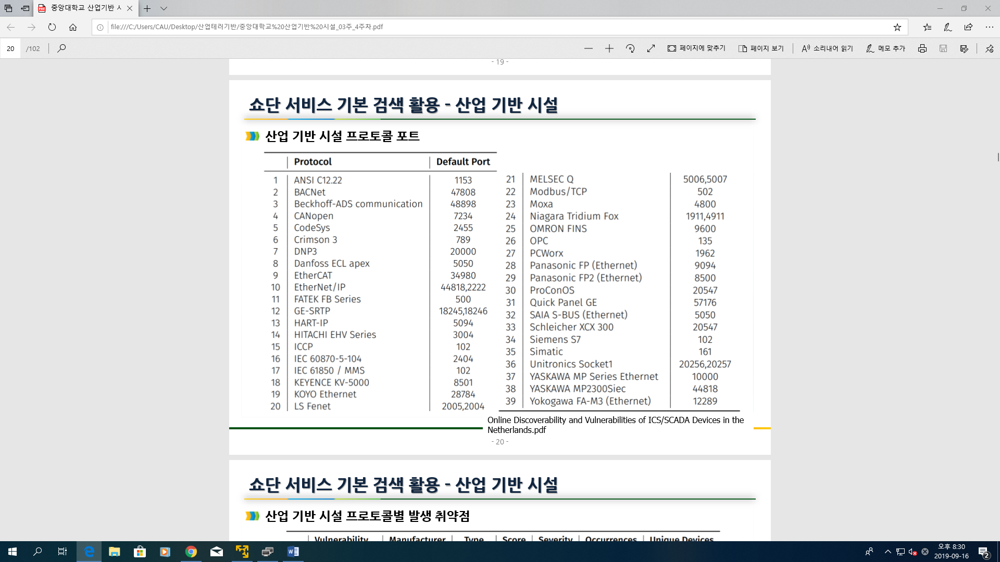 중앙대학교 산업기반 시
file:///C:/Users/CAU/Desktop/산업테러기반/중앙대학교%20산업기반%20시설_03주_4주차.pdf
20 /102 페이지에 맞추기 페이지 보기 소리내어 읽기 메모 추가
- 19 -
쇼단 서비스 기본 검색 활용 - 산업 기반 시설
산업 기반 시설 프로토콜 포트
Protocol Default Port
1 ANSI C12.22 1153
2 BACNet 47808
3 Beckhoff-ADS communication 48898
4 CANopen 7234
5 CodeSys 2455
6 Crimson 3 789
7 DNP3 20000
8 Danfoss ECL apex 5050
9 EtherCAT 34980
10 EtherNet/IP 44818,2222
11 FATEK FB Series 500
12 GE-SRTP 18245,18246
13 HART-IP 5094
14 HITACHI EHV Series 3004
15 ICCP 102
16 IEC 60870-5-104 2404
17 IEC 61850 / MMS 102
18 KEYENCE KV-5000 8501
19 KOYO Ethernet 28784
20 LS Fenet 2005,2004
21 MELSEC Q 5006,5007
22 Modbus/TCP 502
23 Moxa 4800
24 Niagara Tridium Fox 1911,4911
25 OMRON FINS 9600
26 OPC 135
27 PCWorx 1962
28 Panasonic FP (Ethernet) 9094
29 Panasonic FP2 (Ethernet) 8500
30 ProConOS 20547
31 Quick Panel GE 57176
32 SAIA S-BUS (Ethernet) 5050
33 Schleicher XCX 300 20547
34 Siemens S7 102
35 Simatic 161
36 Unitronics Socket1 20256,20257
37 YASKAWA MP Series Ethernet 10000
38 YASKAWA MP2300Siec 44818
39 Yokogawa FA-M3 (Ethernet) 12289
Online Discoverability and Vulnerabilities of ICS/SCADA Devices in the
Netherlands.pdf
- 20 -
쇼단 서비스 기본 검색 활용 - 산업 기반 시설
산업 기반 시설 프로토콜별 발생 취약점
Vulnerability Manufacturer Type Score Severity Occurrences Unique Devices
오후 8:30
2019-09-16
2